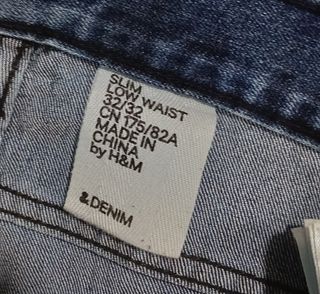 SLIM
LOW WAIST
32/32
CN 175/82A
MADE IN
CHINA
by H&M
&DENIM